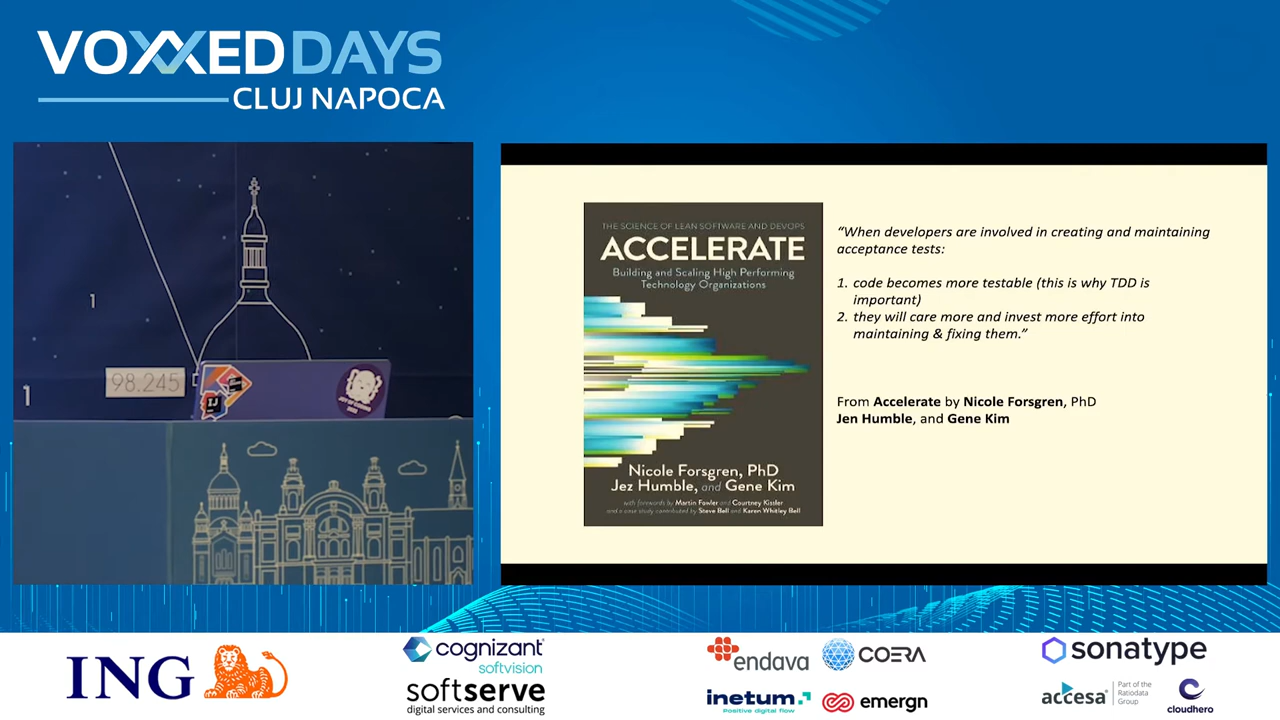 VOXXED DAYS
CLUJ NAPOCA
1
98.245
1
IJ
THE SCIENCE OF LEAN SOFTWARE AND DEVOPS
ACCELERATE
Building and Scaling High Performing
Technology Organizations
Nicole Forsgren, PhD
Jez Humble, and Gene Kim
with forewords by Martin Fowler and Courtney Kissler
and a case study contributed by Steve Bell and Karen Whitley Bell
“When developers are involved in creating and maintaining
acceptance tests:
1. code becomes more testable (this is why TDD is
important)
2. they will care more and invest more effort into
maintaining & fixing them.”
From Accelerate by Nicole Forsgren, PhD
Jen Humble, and Gene Kim
ING
cognizant
softvision
softserve
digital services and consulting
endava
COERA
inetum.
Positive digital flow
emergn
sonatype
accesa
Part of the
Ratiodata
Group
cloudhero